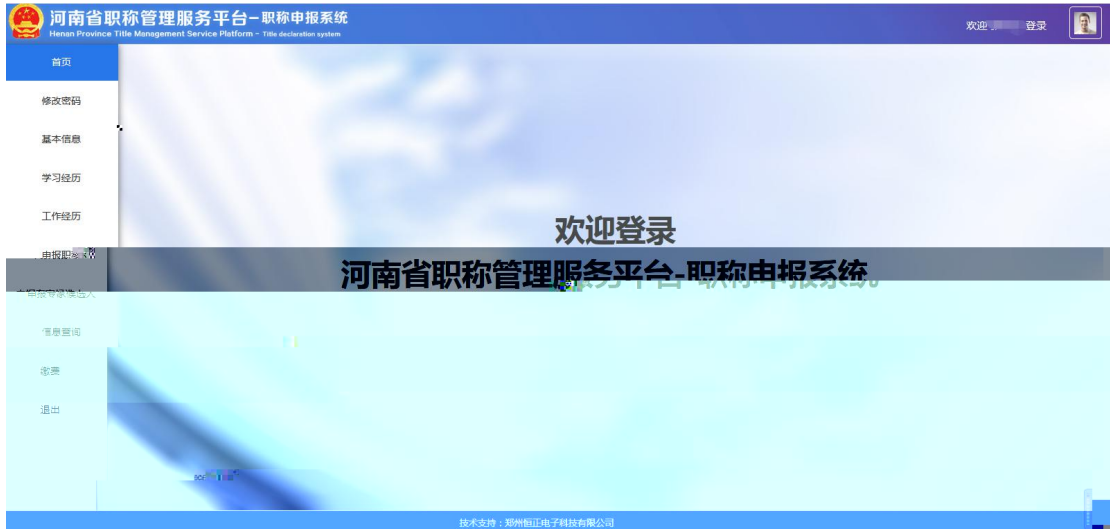 河南省职称管理服务平台-职称申报系统
Henan Province Title Management Service Platform - Title declaration system
欢迎 登录
首页
修改密码
基本信息
学习经历
工作经历
申报职
欢迎登录
河南省职称管理服务平台-职称申报系统
信息查询
缴费
退出
技术支持：郑州恒正电子科技有限公司